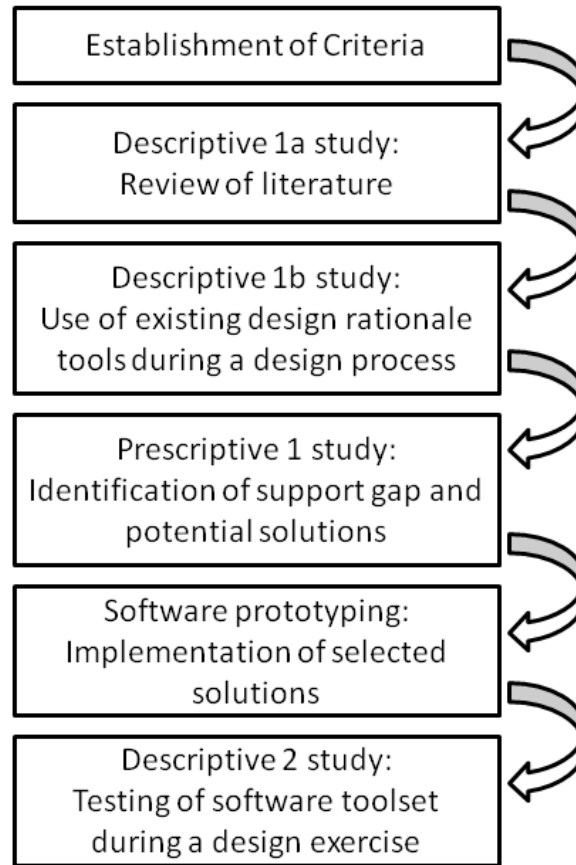 Establishment of Criteria
Descriptive 1a study:
Review of literature
Descriptive 1b study:
Use of existing design rationale
tools during a design process
Prescriptive 1 study:
Identification of support gap and
potential solutions
Software prototyping:
Implementation of selected
solutions
Descriptive 2 study:
Testing of software toolset
during a design exercise